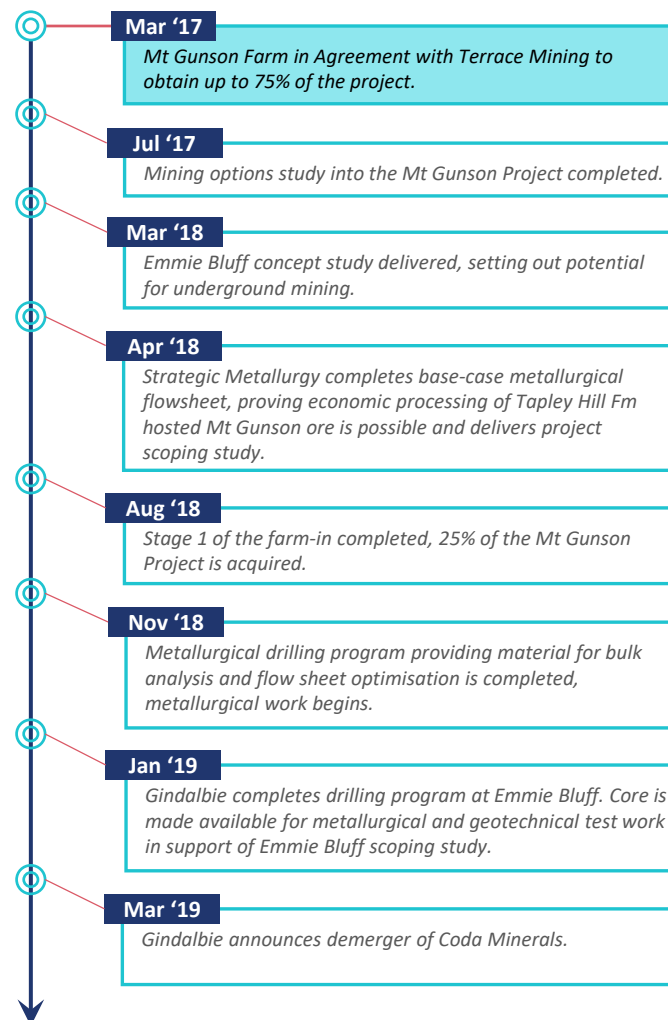 Mar ‘17
Mt Gunson Farm in Agreement with Terrace Mining to
obtain up to 75% of the project.
Jul ‘17
Mining options study into the Mt Gunson Project completed.
Mar ‘18
Emmie Bluff concept study delivered, setting out potential
for underground mining.
Apr ‘18
Strategic Metallurgy completes base-case metallurgical
flowsheet, proving economic processing of Tapley Hill Fm
hosted Mt Gunson ore is possible and delivers project
scoping study.
Aug ‘18
Stage 1 of the farm-in completed, 25% of the Mt Gunson
Project is acquired.
Nov ‘18
Metallurgical drilling program providing material for bulk
analysis and flow sheet optimisation is completed,
metallurgical work begins.
Jan ‘19
Gindalbie completes drilling program at Emmie Bluff. Core is
made available for metallurgical and geotechnical test work
in support of Emmie Bluff scoping study.
Mar ‘19
Gindalbie announces demerger of Coda Minerals.